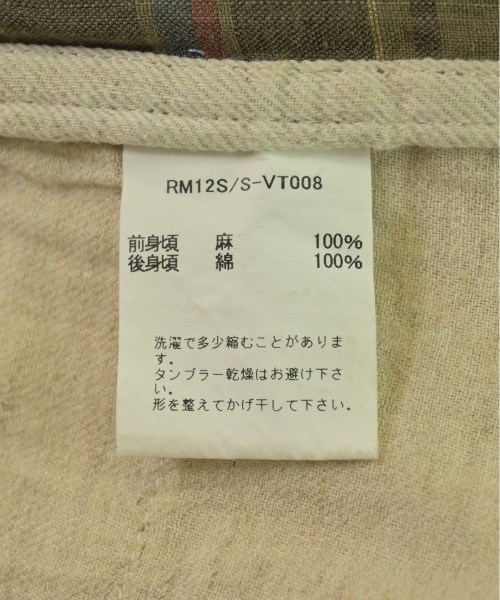 RM12S/S-VT008
前身頃 麻 100%
後身頃 綿 100%
洗濯で多少縮むことがありま
す。
タンブラー乾燥はお避け下さ
い。
形を整えてかげ干して下さい。